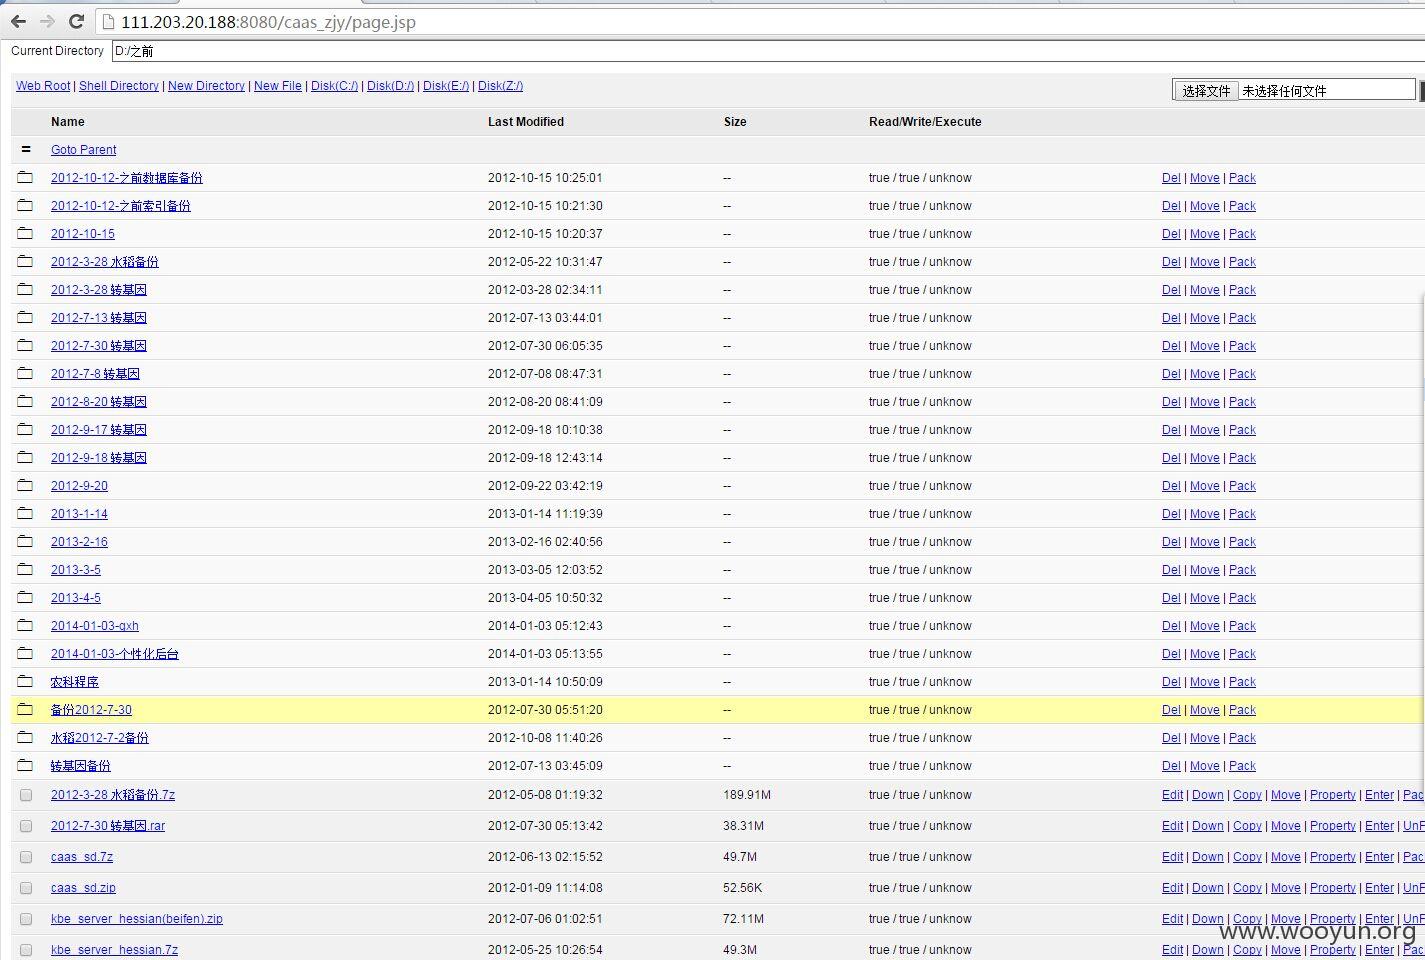 111.203.20.188:8080/caas_zjy/page.jsp
Current Directory D:/之前
Web Root | Shell Directory | New Directory | New File | Disk(C:/) | Disk(D:/) | Disk(E:/) | Disk(Z:/) 选择文件 未选择任何文件
Name Last Modified Size Read/Write/Execute
= Goto Parent
2012-10-12-之前数据库备份 2012-10-15 10:25:01 -- true / true / unknow Del | Move | Pack
2012-10-12-之前索引备份 2012-10-15 10:21:30 -- true / true / unknow Del | Move | Pack
2012-10-15 2012-10-15 10:20:37 -- true / true / unknow Del | Move | Pack
2012-3-28 水稻备份 2012-05-22 10:31:47 -- true / true / unknow Del | Move | Pack
2012-3-28 转基因 2012-03-28 02:34:11 -- true / true / unknow Del | Move | Pack
2012-7-13 转基因 2012-07-13 03:44:01 -- true / true / unknow Del | Move | Pack
2012-7-30 转基因 2012-07-30 06:05:35 -- true / true / unknow Del | Move | Pack
2012-7-8 转基因 2012-07-08 08:47:31 -- true / true / unknow Del | Move | Pack
2012-8-20 转基因 2012-08-20 08:41:09 -- true / true / unknow Del | Move | Pack
2012-9-17 转基因 2012-09-18 10:10:38 -- true / true / unknow Del | Move | Pack
2012-9-18 转基因 2012-09-18 12:43:14 -- true / true / unknow Del | Move | Pack
2012-9-20 2012-09-22 03:42:19 -- true / true / unknow Del | Move | Pack
2013-1-14 2013-01-14 11:19:39 -- true / true / unknow Del | Move | Pack
2013-2-16 2013-02-16 02:40:56 -- true / true / unknow Del | Move | Pack
2013-3-5 2013-03-05 12:03:52 -- true / true / unknow Del | Move | Pack
2013-4-5 2013-04-05 10:50:32 -- true / true / unknow Del | Move | Pack
2014-01-03-qxh 2014-01-03 05:12:43 -- true / true / unknow Del | Move | Pack
2014-01-03-个性化后台 2014-01-03 05:13:55 -- true / true / unknow Del | Move | Pack
农科程序 2013-01-14 10:50:09 -- true / true / unknow Del | Move | Pack
备份2012-7-30 2012-07-30 05:51:20 -- true / true / unknow Del | Move | Pack
水稻2012-7-2备份 2012-10-08 11:40:26 -- true / true / unknow Del | Move | Pack
转基因备份 2012-07-13 03:45:09 -- true / true / unknow Del | Move | Pack
2012-3-28 水稻备份.7z 2012-05-08 01:19:32 189.91M true / true / unknow Edit | Down | Copy | Move | Property | Enter | Pac
2012-7-30 转基因.rar 2012-07-30 05:13:42 38.31M true / true / unknow Edit | Down | Copy | Move | Property | Enter | UnF
caas_sd.7z 2012-06-13 02:15:52 49.7M true / true / unknow Edit | Down | Copy | Move | Property | Enter | Pac
caas_sd.zip 2012-01-09 11:14:08 52.56K true / true / unknow Edit | Down | Copy | Move | Property | Enter | UnF
kbe_server_hessian(beifen).zip 2012-07-06 01:02:51 72.11M true / true / unknow Edit | Down | Copy | Move | Property | Enter | UnF
kbe_server_hessian.7z 2012-05-25 10:26:54 49.3M true / true / unknow Edit | Down | Copy | Move | Property | Enter | Pac
www.wooyun.org